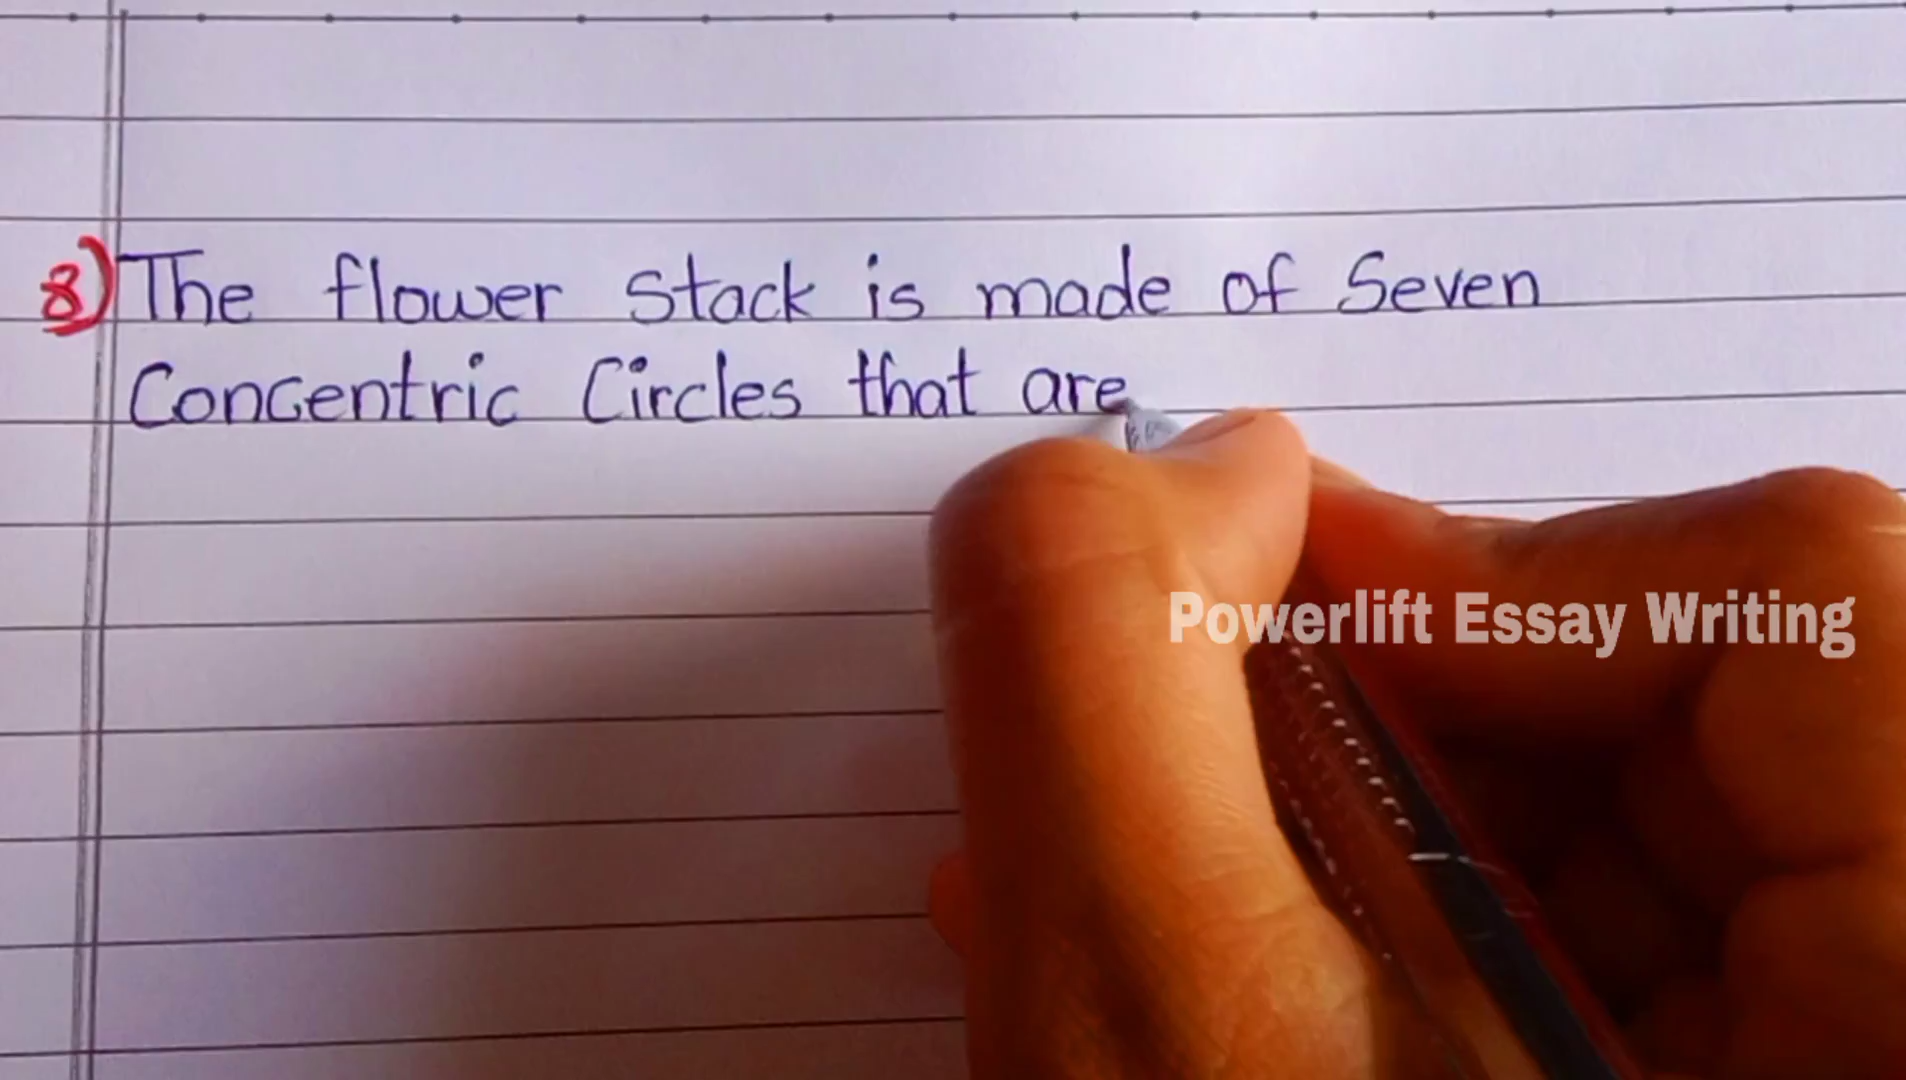 8) The flower stack is made of Seven
Concentric Circles that are
Powerlift Essay Writing